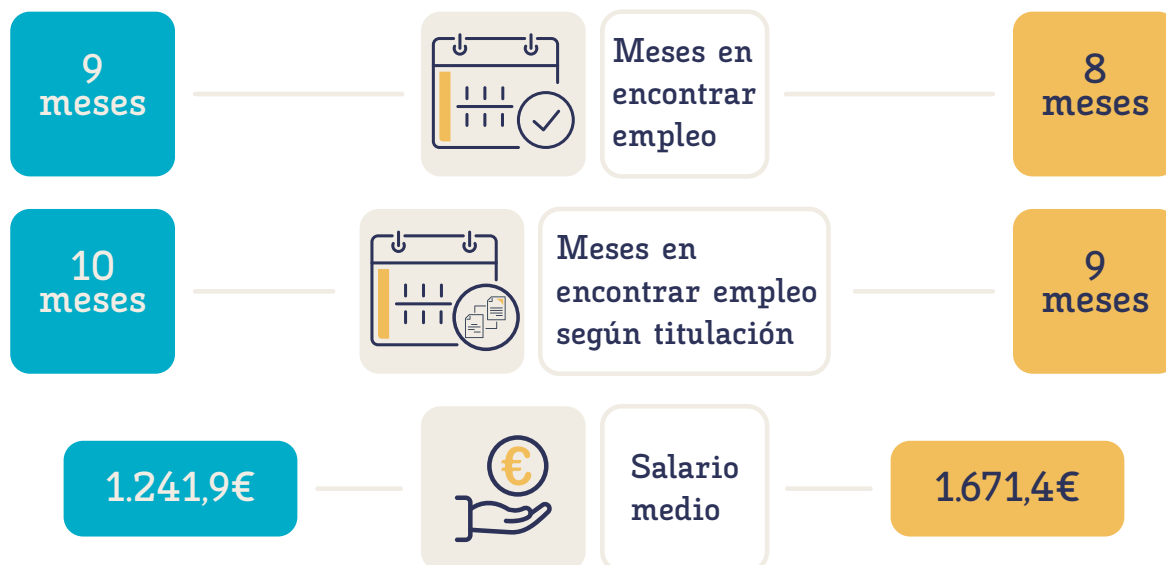 9
meses
Meses en
encontrar
empleo
8
meses
10
meses
Meses en
encontrar empleo
según titulación
9
meses
1.241,9€
€
Salario
medio
1.671,4€